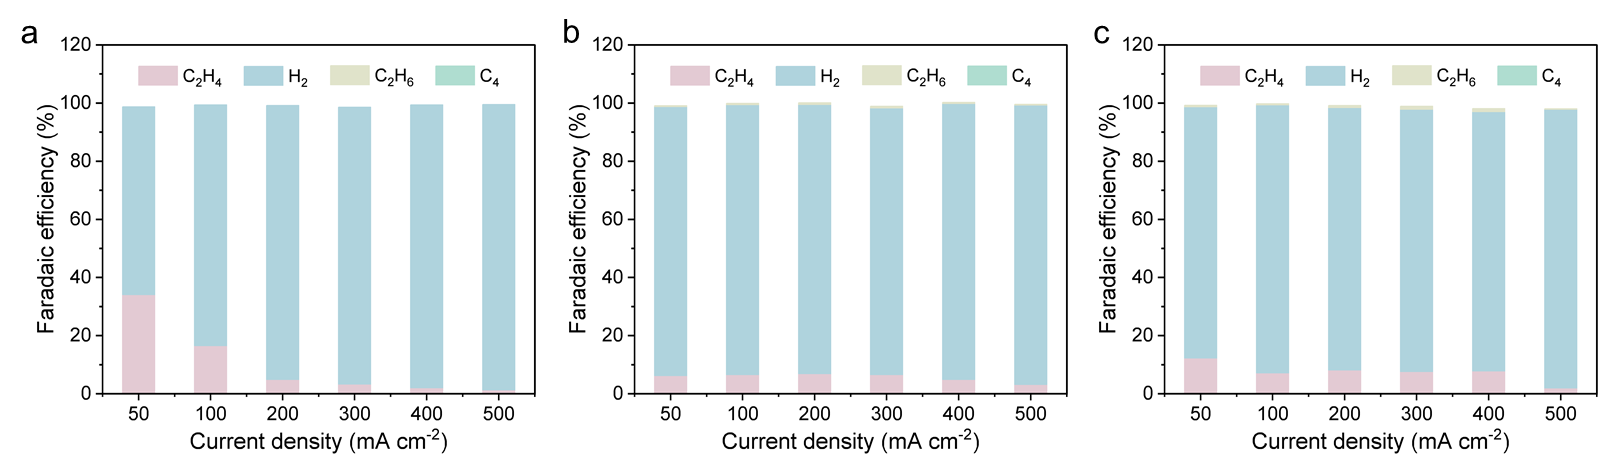 a
120
100
80
60
40
20
0
Faradaic efficiency (%)
C₂H₄ H₂ C₂H₆ C₄
50 100 200 300 400 500
Current density (mA cm⁻²)
b
120
100
80
60
40
20
0
Faradaic efficiency (%)
C₂H₄ H₂ C₂H₆ C₄
50 100 200 300 400 500
Current density (mA cm⁻²)
c
120
100
80
60
40
20
0
Faradaic efficiency (%)
C₂H₄ H₂ C₂H₆ C₄
50 100 200 300 400 500
Current density (mA cm⁻²)